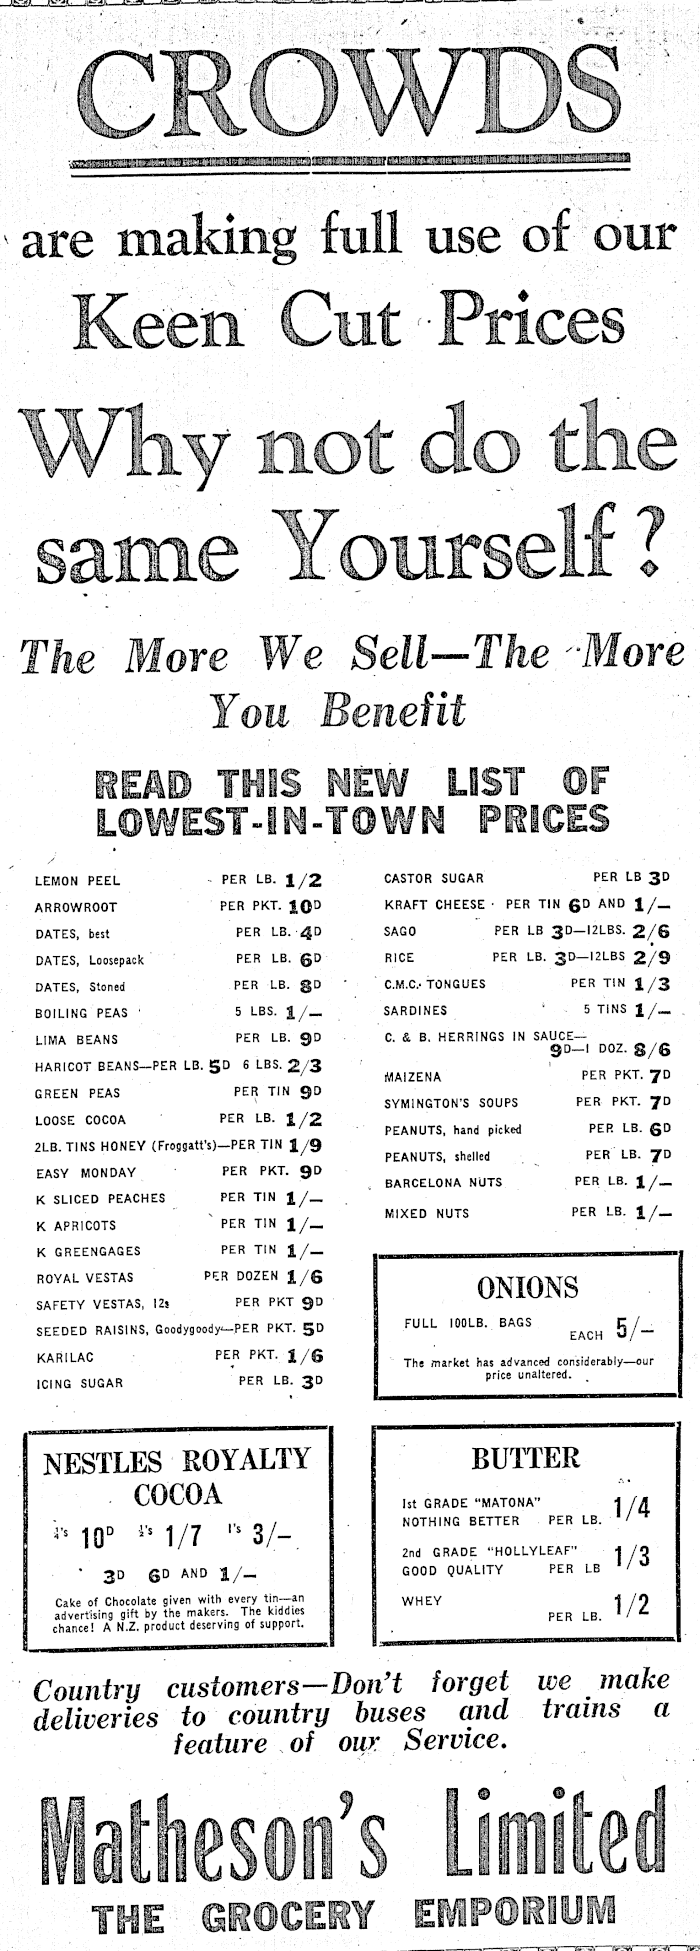 CROWDS
are making full use of our
Keen Cut Prices
Why not do the
same Yourself?
The More We Sell—The More
You Benefit
READ THIS NEW LIST OF
LOWEST-IN-TOWN PRICES
LEMON PEEL PER LB. 1/2
ARROWROOT PER PKT. 10D
DATES, best PER LB. 4D
DATES, Loosepack PER LB. 6D
DATES, Stoned PER LB. 8D
BOILING PEAS 5 LBS. 1/—
LIMA BEANS PER LB. 9D
HARICOT BEANS—PER LB. 5D 6 LBS. 2/3
GREEN PEAS PER TIN 9D
LOOSE COCOA PER LB. 1/2
2LB. TINS HONEY (Froggatt's)—PER TIN 1/9
EASY MONDAY PER PKT. 9D
K SLICED PEACHES PER TIN 1/—
K APRICOTS PER TIN 1/—
K GREENGAGES PER TIN 1/—
ROYAL VESTAS PER DOZEN 1/6
SAFETY VESTAS, 12s PER PKT 9D
SEEDED RAISINS, Goodygoody—PER PKT. 5D
KARILAC PER PKT. 1/6
ICING SUGAR PER LB. 3D
CASTOR SUGAR PER LB 3D
KRAFT CHEESE PER TIN 6D AND 1/—
SAGO PER LB 3D—12LBS. 2/6
RICE PER LB. 3D—12LBS 2/9
C.M.C. TONGUES PER TIN 1/3
SARDINES 5 TINS 1/—
C. & B. HERRINGS IN SAUCE—
9D—1 DOZ. 8/6
MAIZENA PER PKT. 7D
SYMINGTON'S SOUPS PER PKT. 7D
PEANUTS, hand picked PER LB. 6D
PEANUTS, shelled PER LB. 7D
BARCELONA NUTS PER LB. 1/—
MIXED NUTS PER LB. 1/—
ONIONS
FULL 100LB. BAGS
EACH 5/—
The market has advanced considerably—our
price unaltered.
NESTLES ROYALTY
COCOA
¼'s 10D ½'s 1/7 1's 3/—
3D 6D AND 1/—
Cake of Chocolate given with every tin—an
advertising gift by the makers. The kiddies
chance! A N.Z. product deserving of support.
BUTTER
1st GRADE "MATONA"
NOTHING BETTER PER LB. 1/4
2nd GRADE "HOLLYLEAF"
GOOD QUALITY PER LB 1/3
WHEY
PER LB. 1/2
Country customers—Don't forget we make
deliveries to country buses and trains a
feature of our Service.
Matheson's Limited
THE GROCERY EMPORIUM